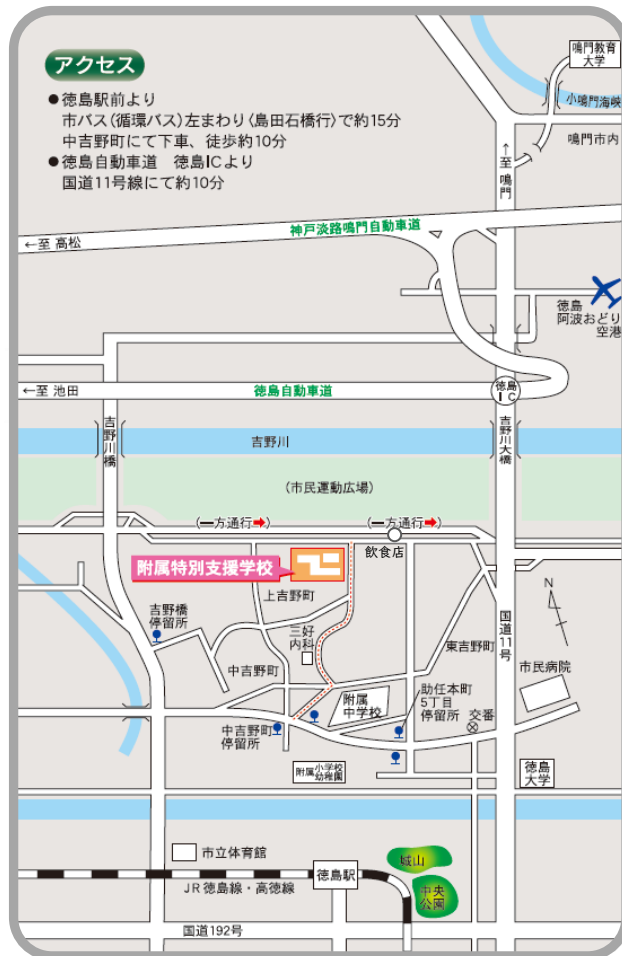 アクセス
●徳島駅前より
市バス(循環バス)左まわり(島田石橋行)で約15分
中吉野町にて下車、徒歩約10分
●徳島自動車道　徳島ICより
国道11号線にて約10分
鳴門教育
大学
小鳴門海峡
鳴門市内
←至 鳴門
神戸淡路鳴門自動車道
←至 高松
徳島
阿波おどり
空港
←至 池田
徳島自動車道
徳島
IC
吉野川橋
吉野川
吉野川大橋
(市民運動広場)
(一方通行➡)
(一方通行➡)
飲食店
附属特別支援学校
上吉野町
吉野橋
停留所
三好
内科
N
国道11号
東吉野町
市民病院
中吉野町
附属
中学校
助任本町
5丁目
停留所
交番
中吉野町
停留所
附属小学校
幼稚園
徳島
大学
市立体育館
徳島駅
城山
中央
公園
JR徳島線・高徳線
国道192号